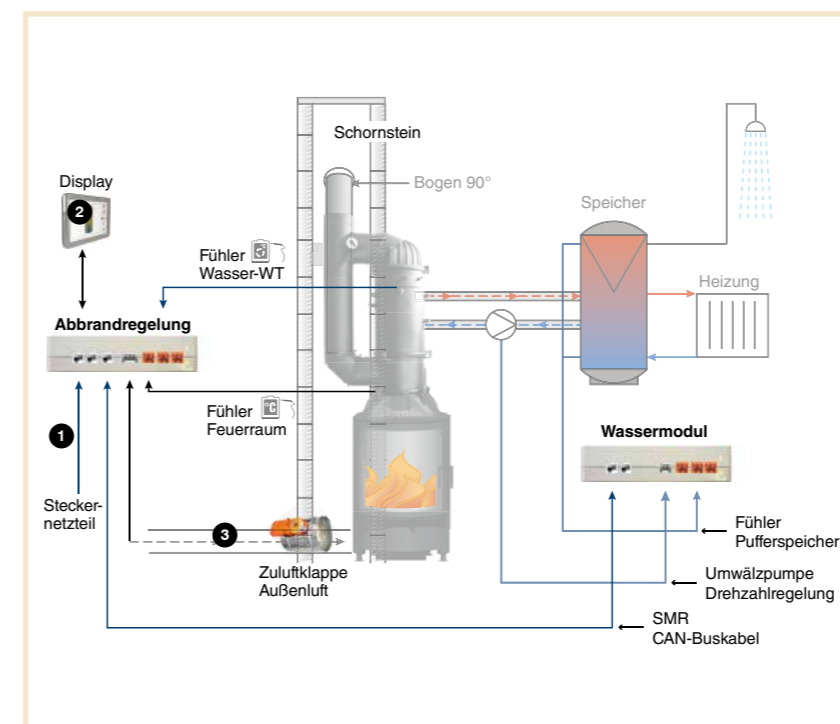 Schornstein
Display
2
Bogen 90°
Speicher
Fühler
Wasser-WT
Heizung
Abbrandregelung
Fühler
Feuerraum
°C
1
Wassermodul
Stecker-
netzteil
3
Fühler
Pufferspeicher
Zuluftklappe
Außenluft
Umwälzpumpe
Drehzahlregelung
SMR
CAN-Buskabel